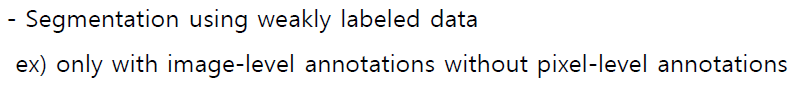 - Segmentation using weakly labeled data
ex) only with image-level annotations without pixel-level annotations